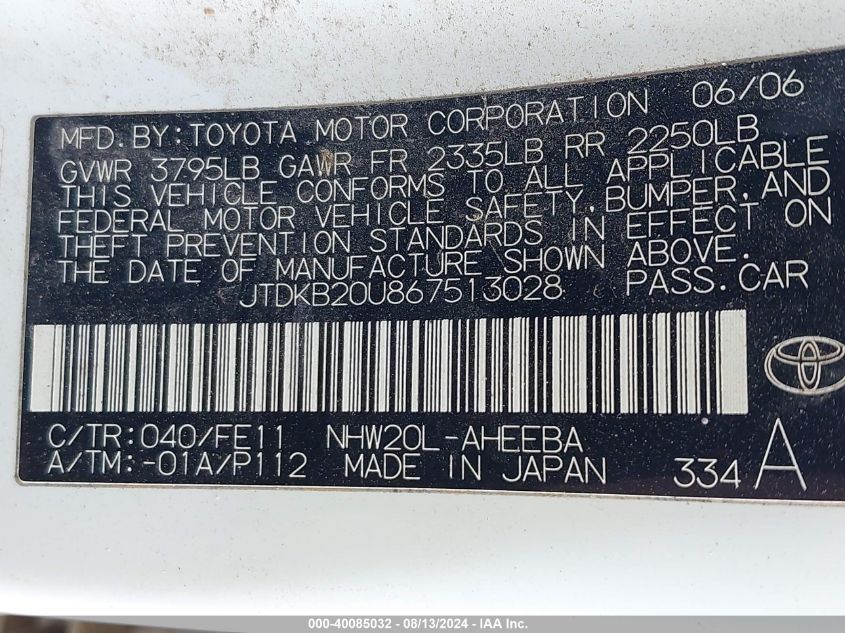 MFD. BY: TOYOTA MOTOR CORPORATION 06/06
GVWR 3795LB GAWR FR 2335LB RR 2250LB
THIS VEHICLE CONFORMS TO ALL APPLICABLE
FEDERAL MOTOR VEHICLE SAFETY, BUMPER, AND
THEFT PREVENTION STANDARDS IN EFFECT ON
THE DATE OF MANUFACTURE SHOWN ABOVE.
JTDKB20U867513028 PASS. CAR
C/TR: 040/FE11 NHW20L-AHEEBA
A/TM: -01A/P112 MADE IN JAPAN 334 A
000-40085032 - 08/13/2024 - IAA Inc.